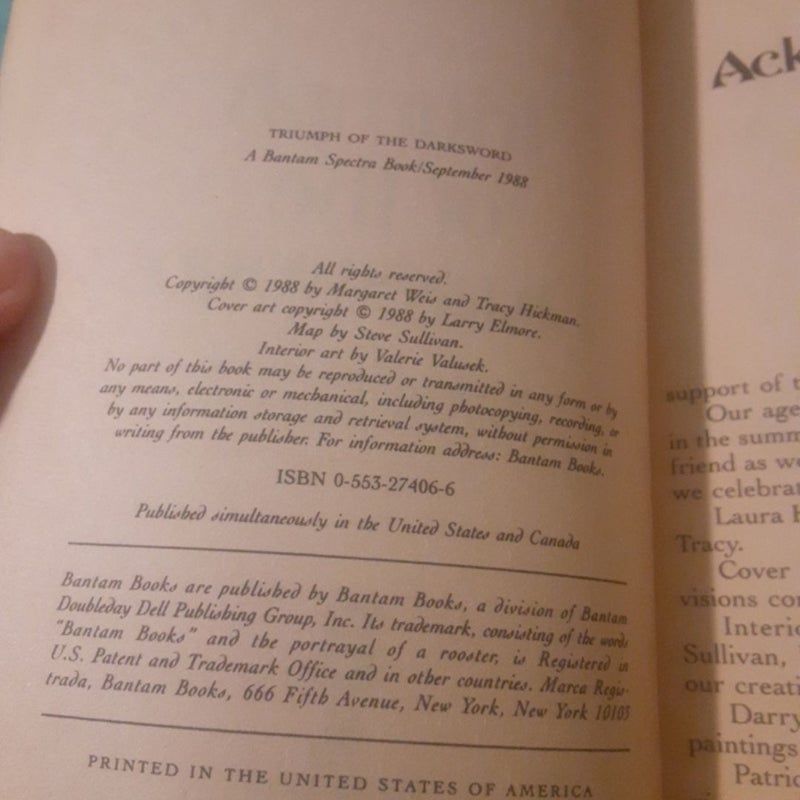 TRIUMPH OF THE DARKSWORD
A Bantam Spectra Book/September 1988
All rights reserved.
Copyright © 1988 by Margaret Weis and Tracy Hickman.
Cover art copyright © 1988 by Larry Elmore.
Map by Steve Sullivan.
Interior art by Valerie Valusek.
No part of this book may be reproduced or transmitted in any form or by
any means, electronic or mechanical, including photocopying, recording, or
by any information storage and retrieval system, without permission in
writing from the publisher. For information address: Bantam Books.
ISBN 0-553-27406-6
Published simultaneously in the United States and Canada
Bantam Books are published by Bantam Books, a division of Bantam
Doubleday Dell Publishing Group, Inc. Its trademark, consisting of the words
"Bantam Books" and the portrayal of a rooster, is Registered in
U.S. Patent and Trademark Office and in other countries. Marca Regis-
trada, Bantam Books, 666 Fifth Avenue, New York, New York 10103
PRINTED IN THE UNITED STATES OF AMERICA
Ack
support of t
Our age
in the summ
friend as we
we celebrat
Laura
Tracy.
Cover
visions co
Interio
Sullivan,
our creati
Darry
paintings
Patric